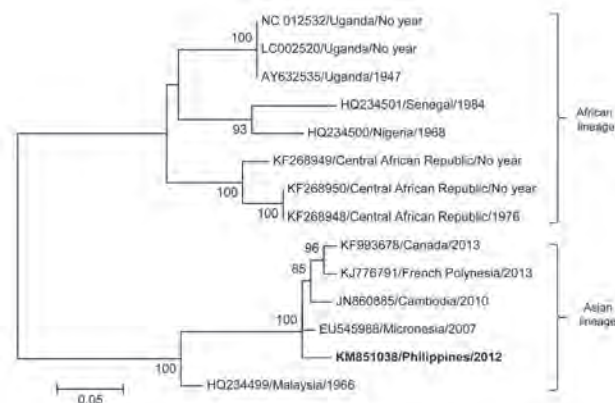 NC 012532/Uganda/No year
100
LC002520/Uganda/No year
AY632535/Uganda/1947
HQ234501/Senegal/1984
African
lineage
93
HQ234500/Nigeria/1968
KF268949/Central African Republic/No year
100
KF268950/Central African Republic/No year
100
KF268948/Central African Republic/1976
96
KF993678/Canada/2013
85
KJ776791/French Polynesia/2013
JN860885/Cambodia/2010
Asian
lineage
100
EU545988/Micronesia/2007
KM851038/Philippines/2012
100
HQ234499/Malaysia/1966
0.05